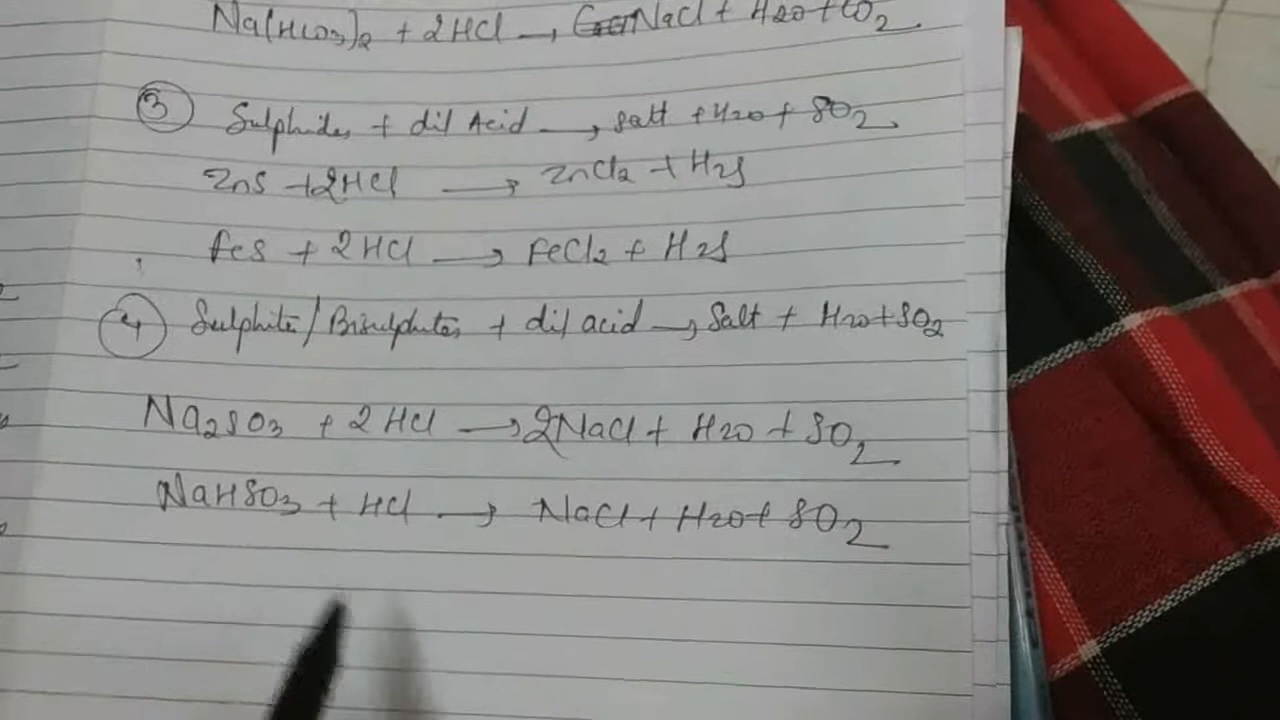 Na(HCO3)2 + 2HCl → NaCl + H2O + CO2
③ Sulphides + dil Acid → salt + H2O + SO2
ZnS + 2HCl → ZnCl2 + H2S
FeS + 2HCl → FeCl2 + H2S
④ Sulphite/Bisulphites + dil acid → Salt + H2O + SO2
Na2SO3 + 2HCl → 2NaCl + H2O + SO2
NaHSO3 + HCl → NaCl + H2O + SO2